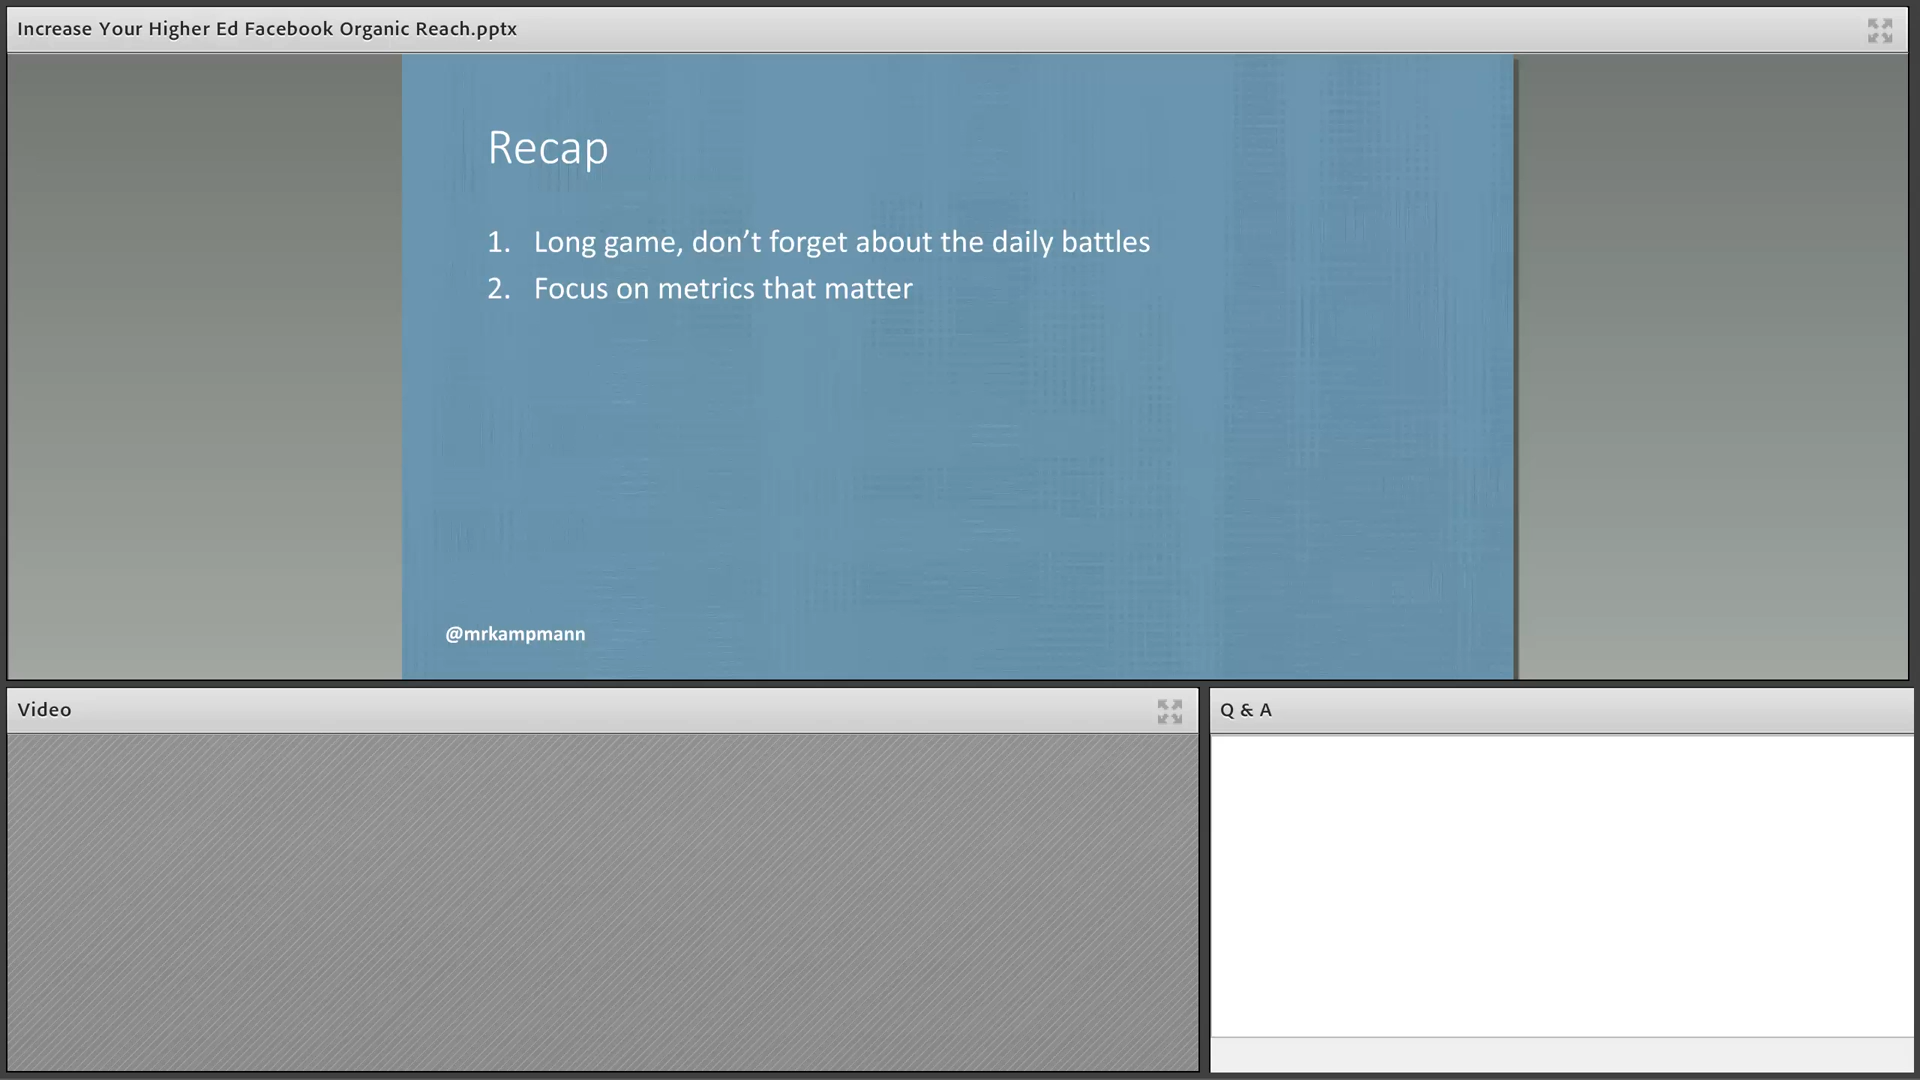 Increase Your Higher Ed Facebook Organic Reach.pptx
Recap
1. Long game, don’t forget about the daily battles
2. Focus on metrics that matter
@mrkampmann
Video
Q & A